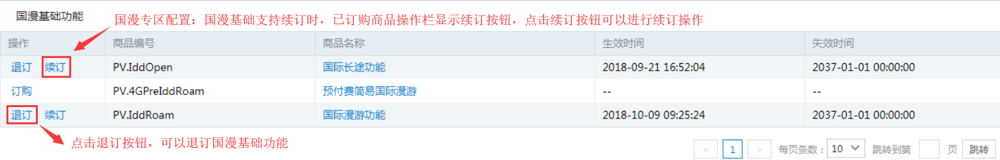 国漫基础功能
国漫专区配置：国漫基础支持续订时，已订购商品操作栏显示续订按钮，点击续订按钮可以进行续订操作
操作 商品编号 商品名称 生效时间 失效时间
退订 续订 PV.IddOpen 国际长途功能 2018-09-21 16:52:04 2037-01-01 00:00:00
订购 PV.4GPreIddRoam 预付费简易国际漫游 -- --
退订 续订 PV.IddRoam 国际漫游功能 2018-10-09 09:25:24 2037-01-01 00:00:00
点击退订按钮，可以退订国漫基础功能
< 1 > 每页条数：10 跳转到第 页 跳转